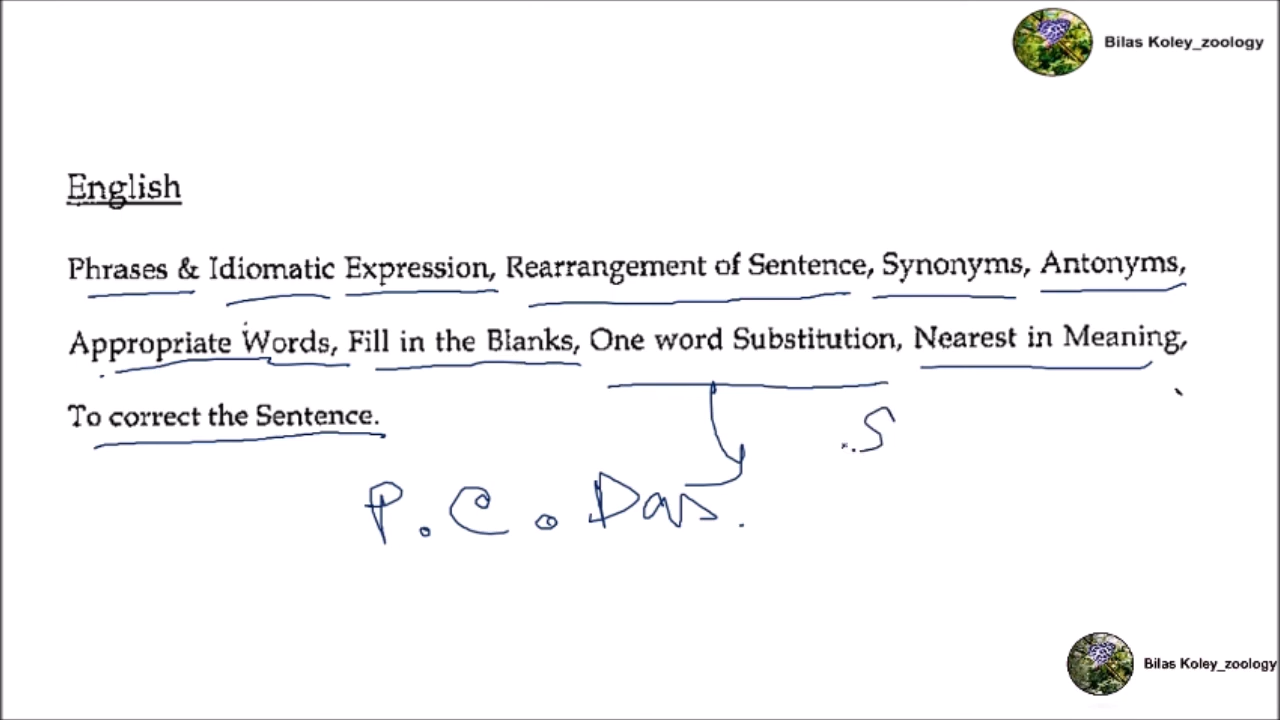 Bilas Koley_zoology
English
Phrases & Idiomatic Expression, Rearrangement of Sentence, Synonyms, Antonyms,
Appropriate Words, Fill in the Blanks, One word Substitution, Nearest in Meaning,
To correct the Sentence.
S
P.C. Das.
Bilas Koley_zoology